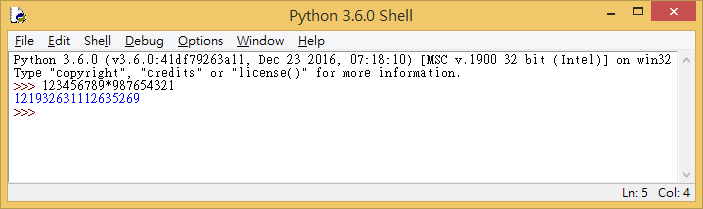 Python 3.6.0 Shell
File Edit Shell Debug Options Window Help
Python 3.6.0 (v3.6.0:41df79263a11, Dec 23 2016, 07:18:10) [MSC v.1900 32 bit (Intel)] on win32
Type "copyright", "credits" or "license()" for more information.
>>> 123456789*987654321
121932631112635269
>>>
Ln: 5 Col: 4